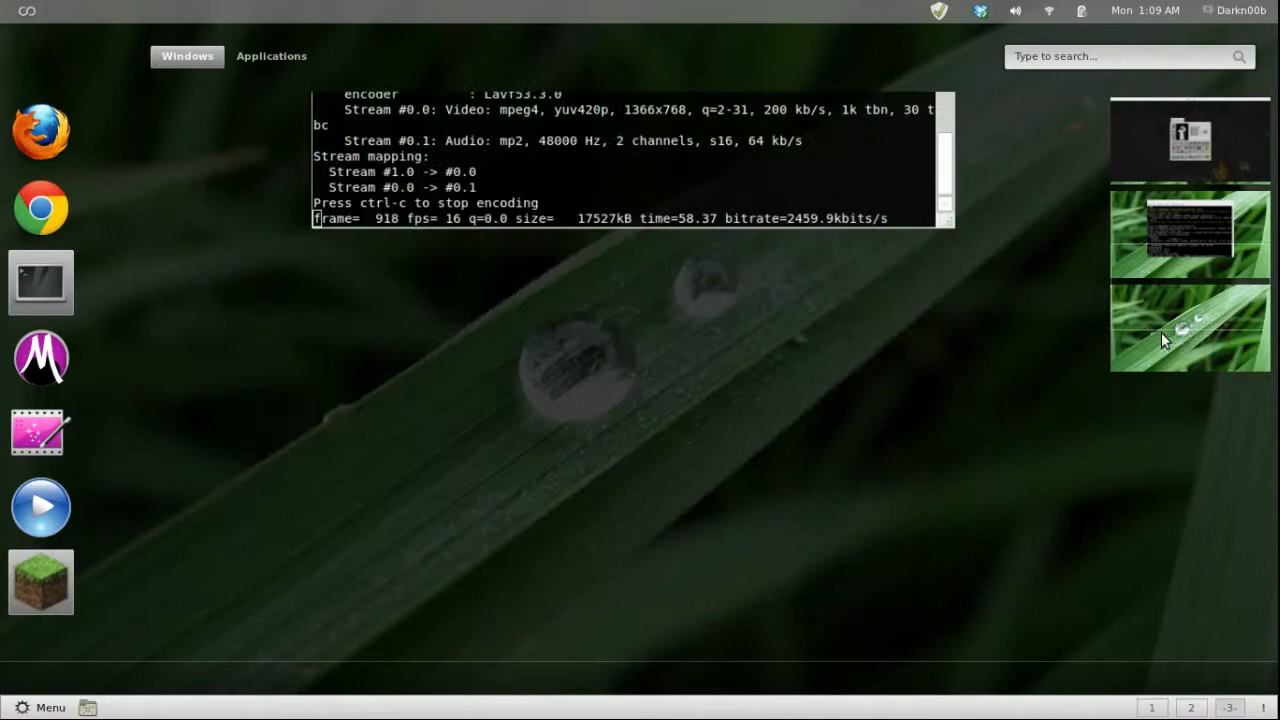 Mon 1:09 AM
Darkn00b
Windows
Applications
Type to search...
encoder : Lavf53.3.0
Stream #0.0: Video: mpeg4, yuv420p, 1366x768, q=2-31, 200 kb/s, 1k tbn, 30 t
bc
Stream #0.1: Audio: mp2, 48000 Hz, 2 channels, s16, 64 kb/s
Stream mapping:
Stream #1.0 -> #0.0
Stream #0.0 -> #0.1
Press ctrl-c to stop encoding
frame= 918 fps= 16 q=0.0 size= 17527kB time=58.37 bitrate=2459.9kbits/s
Menu
1
2
-3-
!